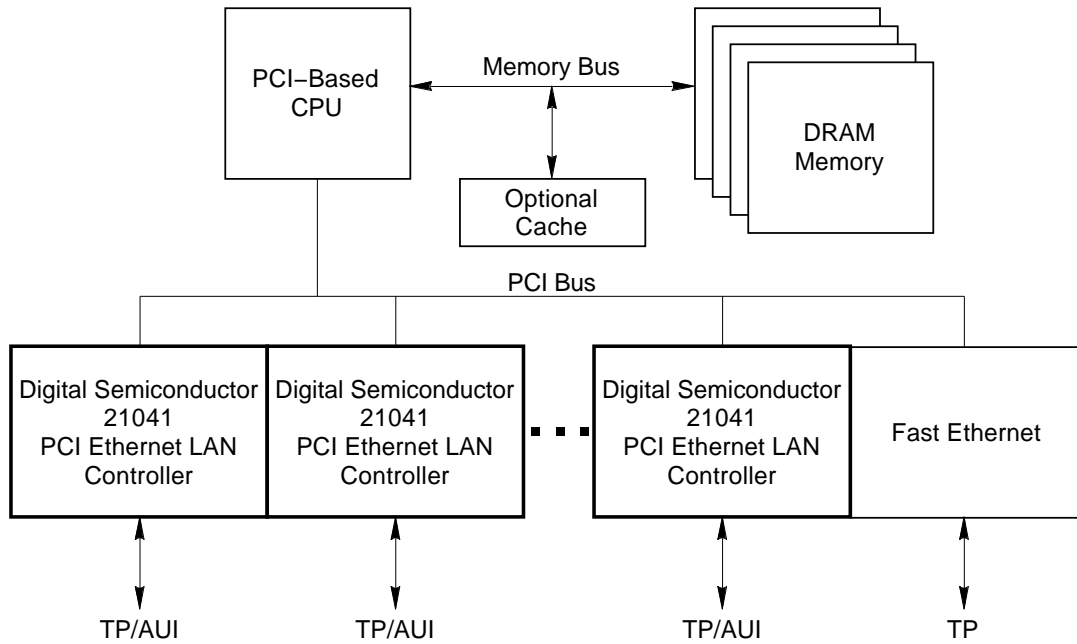 PCI−Based
CPU
Memory Bus
DRAM
Memory
Optional
Cache
PCI Bus
Digital Semiconductor
21041
PCI Ethernet LAN
Controller
Digital Semiconductor
21041
PCI Ethernet LAN
Controller
Digital Semiconductor
21041
PCI Ethernet LAN
Controller
Fast Ethernet
TP/AUI
TP/AUI
TP/AUI
TP